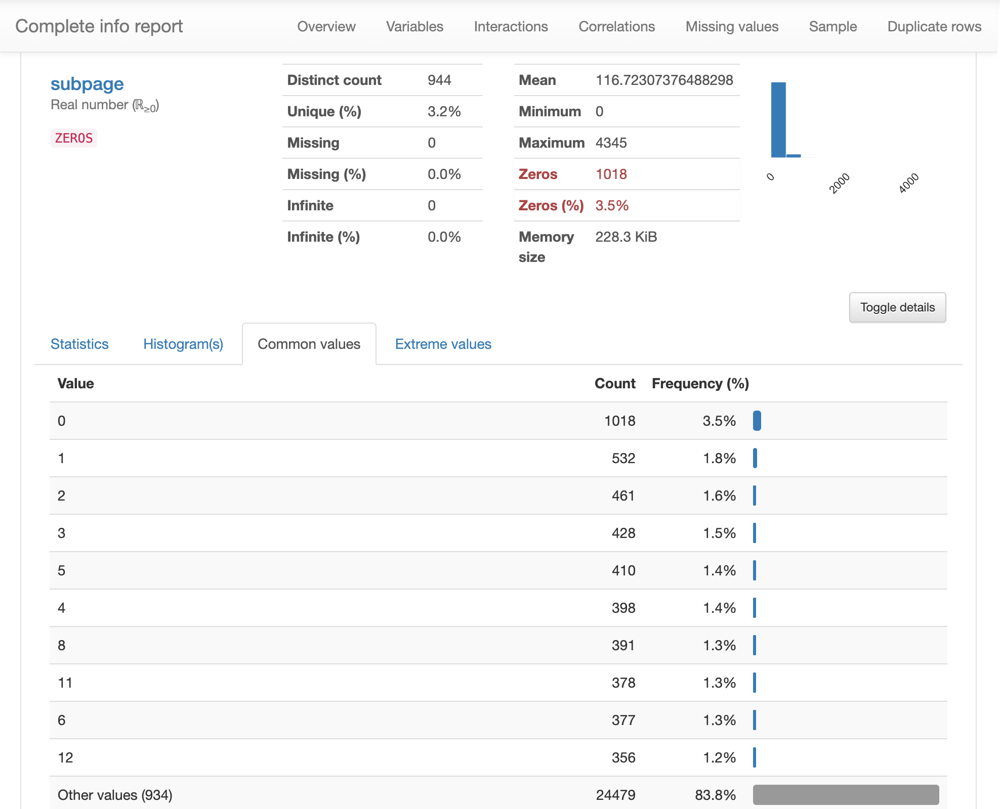 Complete info report Overview Variables Interactions Correlations Missing values Sample Duplicate rows
subpage
Real number (ℝ≥0)
ZEROS
Distinct count 944
Unique (%) 3.2%
Missing 0
Missing (%) 0.0%
Infinite 0
Infinite (%) 0.0%
Mean 116.72307376488298
Minimum 0
Maximum 4345
Zeros 1018
Zeros (%) 3.5%
Memory size 228.3 KiB
0 2000 4000
Toggle details
Statistics Histogram(s) Common values Extreme values
Value Count Frequency (%)
0 1018 3.5%
1 532 1.8%
2 461 1.6%
3 428 1.5%
5 410 1.4%
4 398 1.4%
8 391 1.3%
11 378 1.3%
6 377 1.3%
12 356 1.2%
Other values (934) 24479 83.8%